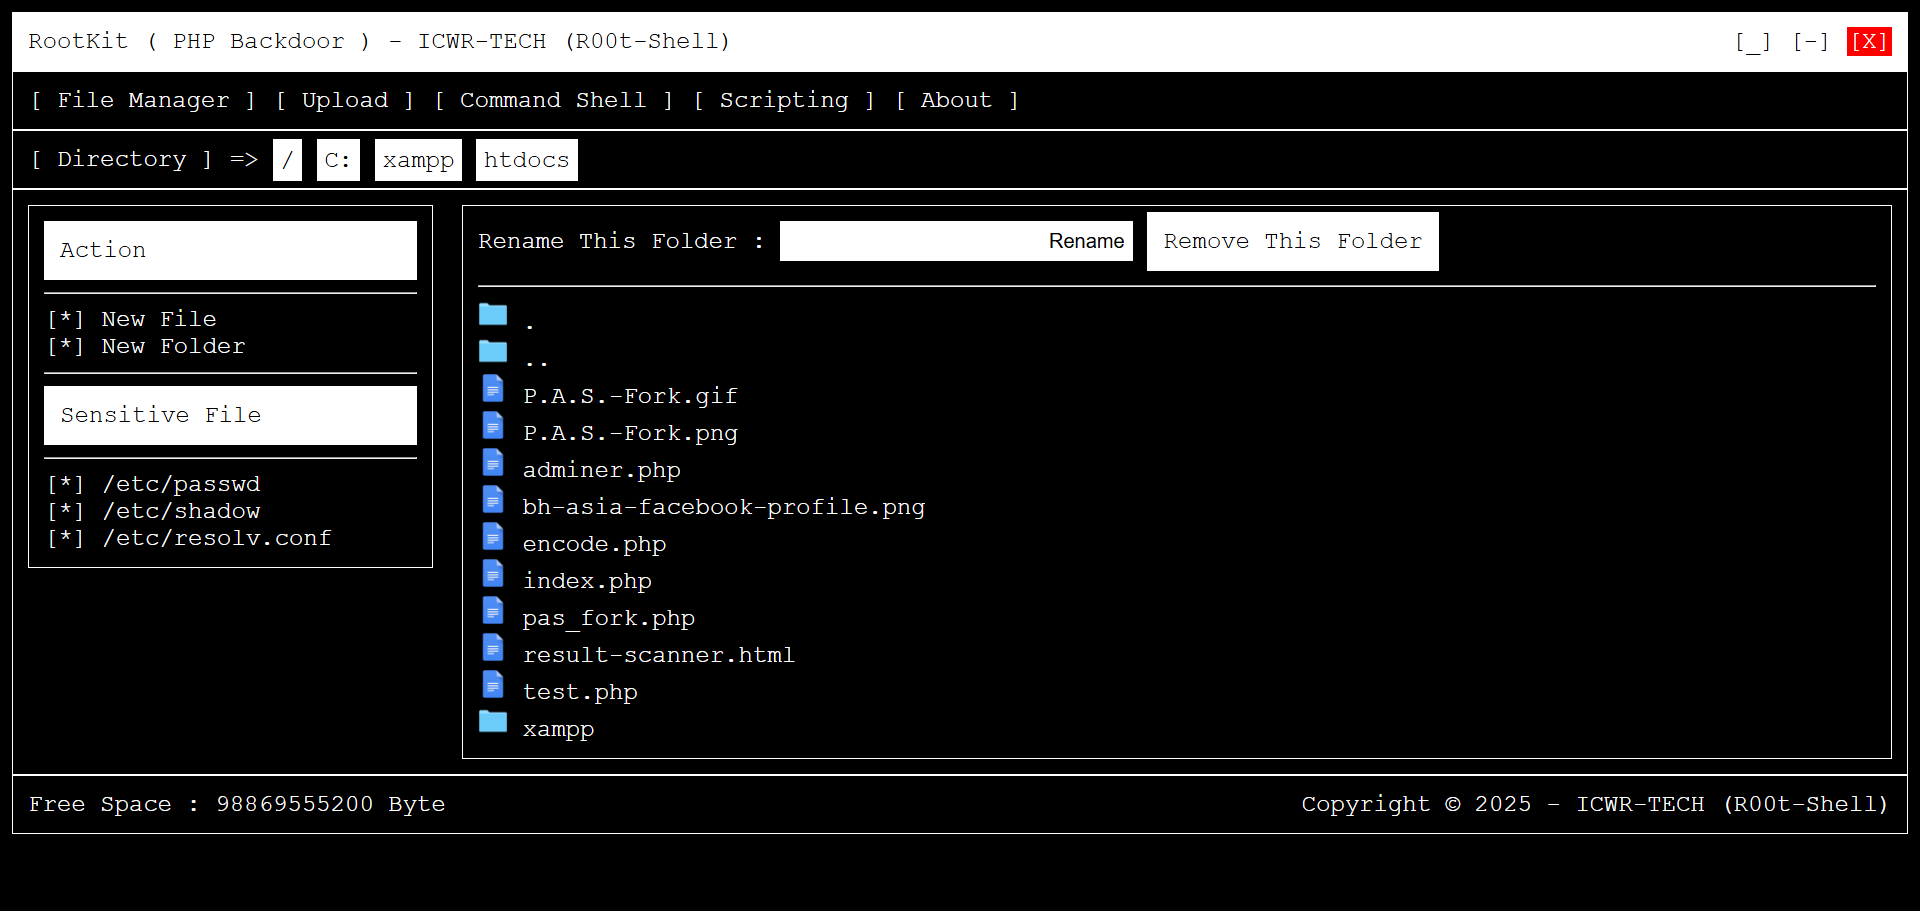 RootKit ( PHP Backdoor ) - ICWR-TECH (R00t-Shell) [_] [-] [X]
[ File Manager ] [ Upload ] [ Command Shell ] [ Scripting ] [ About ]
[ Directory ] => / C: xampp htdocs
Action
[*] New File
[*] New Folder
Sensitive File
[*] /etc/passwd
[*] /etc/shadow
[*] /etc/resolv.conf
Rename This Folder : Rename Remove This Folder
.
..
P.A.S.-Fork.gif
P.A.S.-Fork.png
adminer.php
bh-asia-facebook-profile.png
encode.php
index.php
pas_fork.php
result-scanner.html
test.php
xampp
Free Space : 98869555200 Byte
Copyright © 2025 - ICWR-TECH (R00t-Shell)